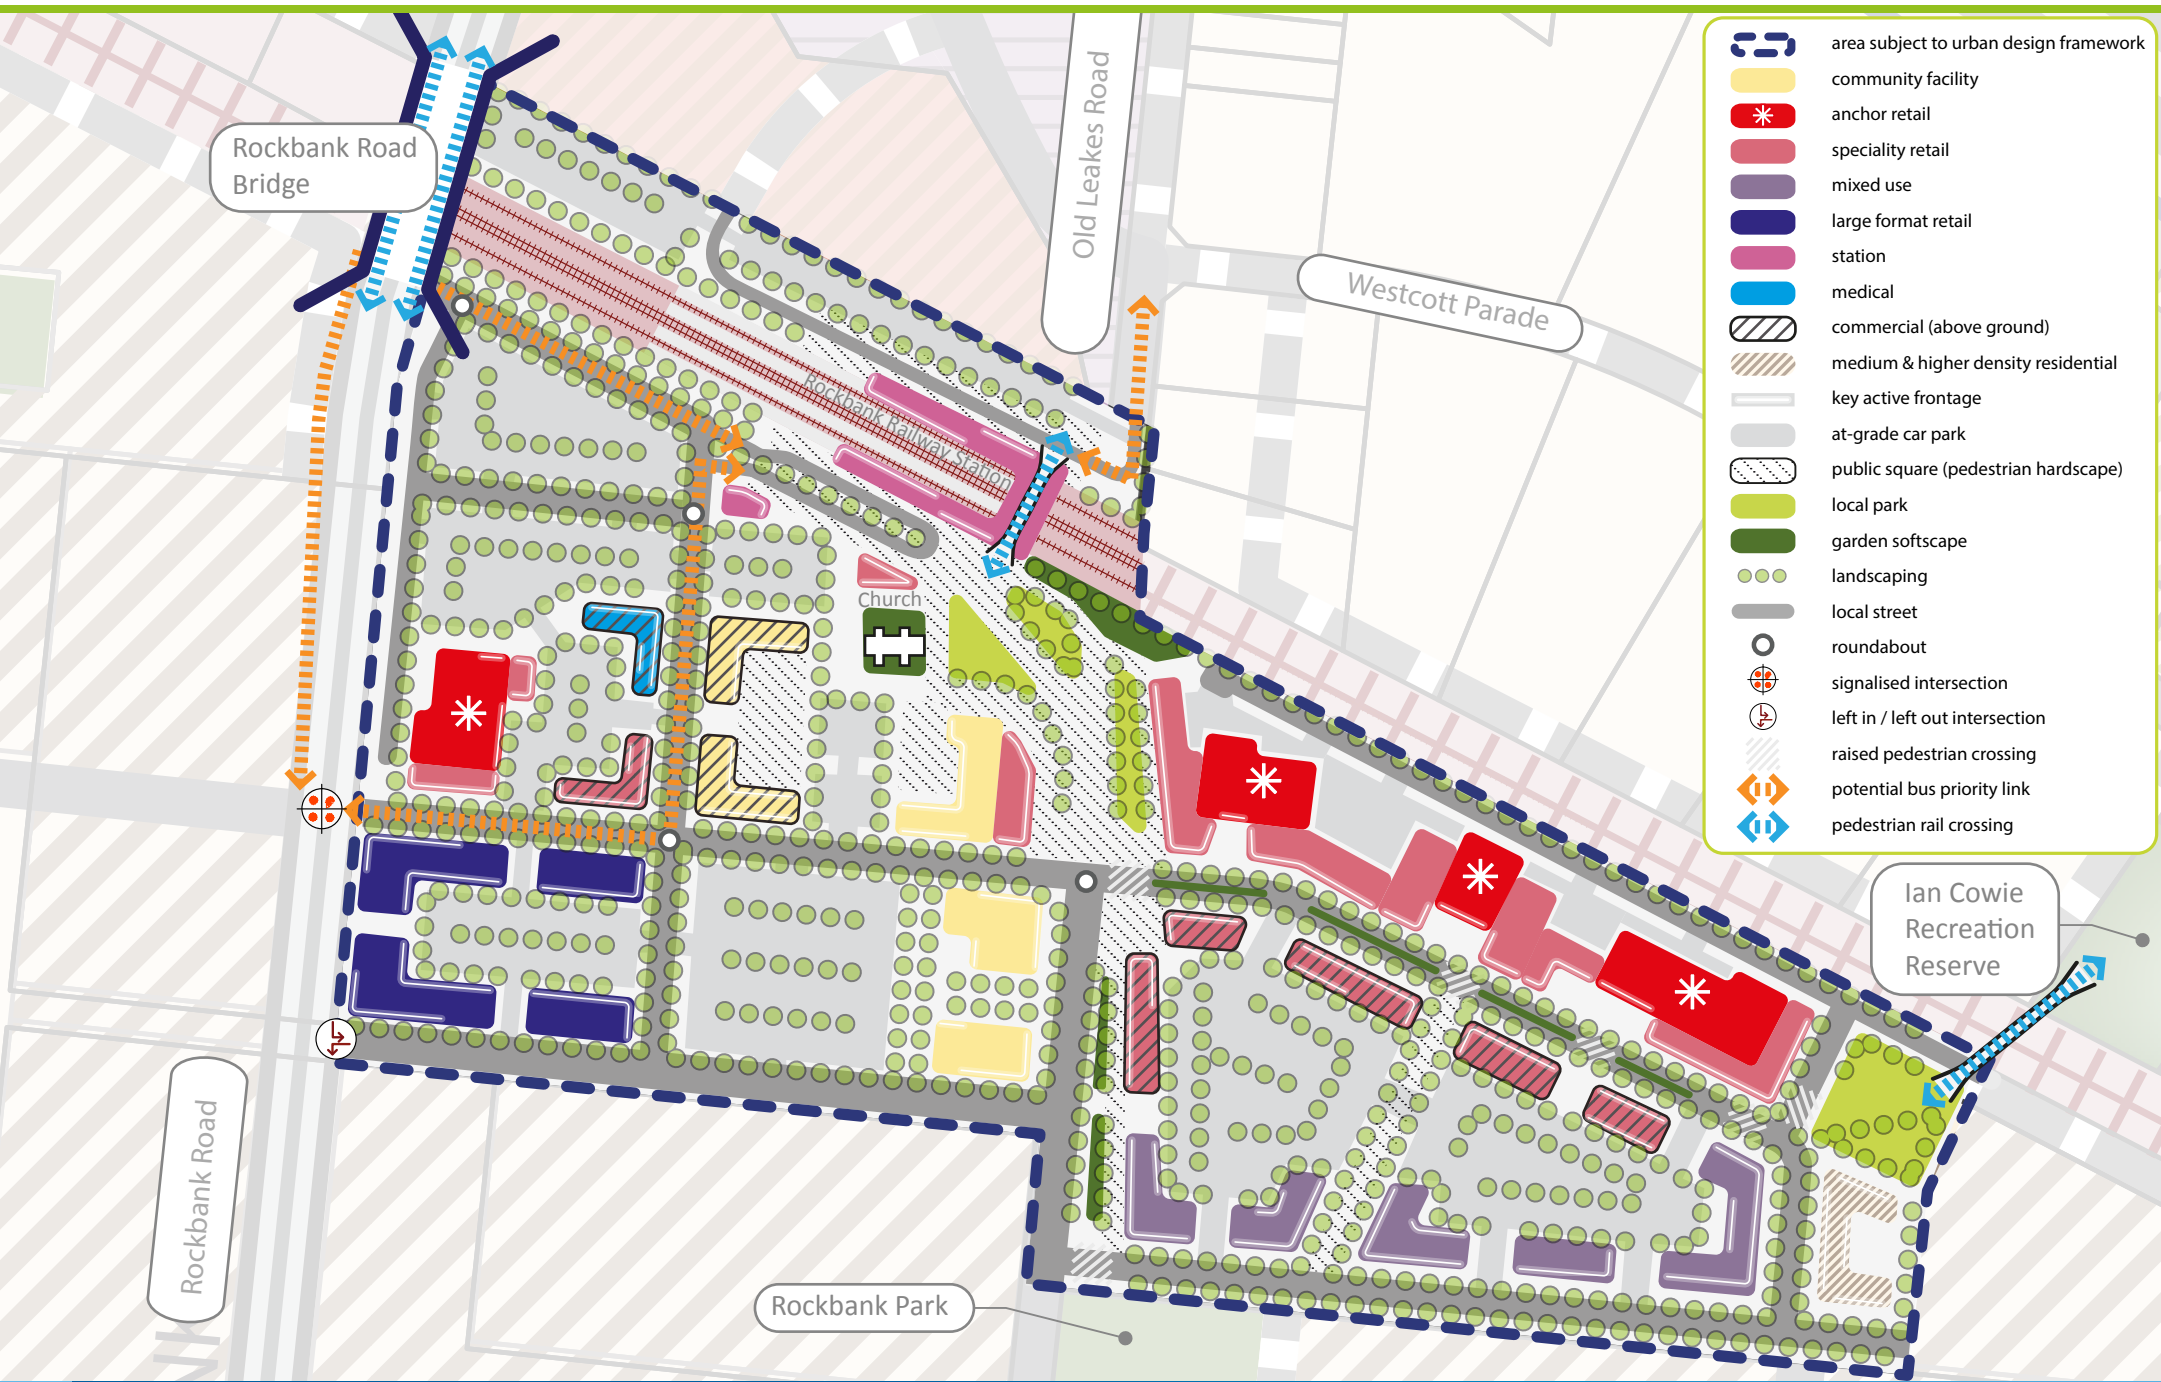 Rockbank Road
Bridge
Old Leakes Road
Westcott Parade
Rockbank Railway Station
Church
Ian Cowie
Recreation
Reserve
Rockbank Road
Rockbank Park
area subject to urban design framework
community facility
anchor retail
speciality retail
mixed use
large format retail
station
medical
commercial (above ground)
medium & higher density residential
key active frontage
at-grade car park
public square (pedestrian hardscape)
local park
garden softscape
landscaping
local street
roundabout
signalised intersection
left in / left out intersection
raised pedestrian crossing
potential bus priority link
pedestrian rail crossing